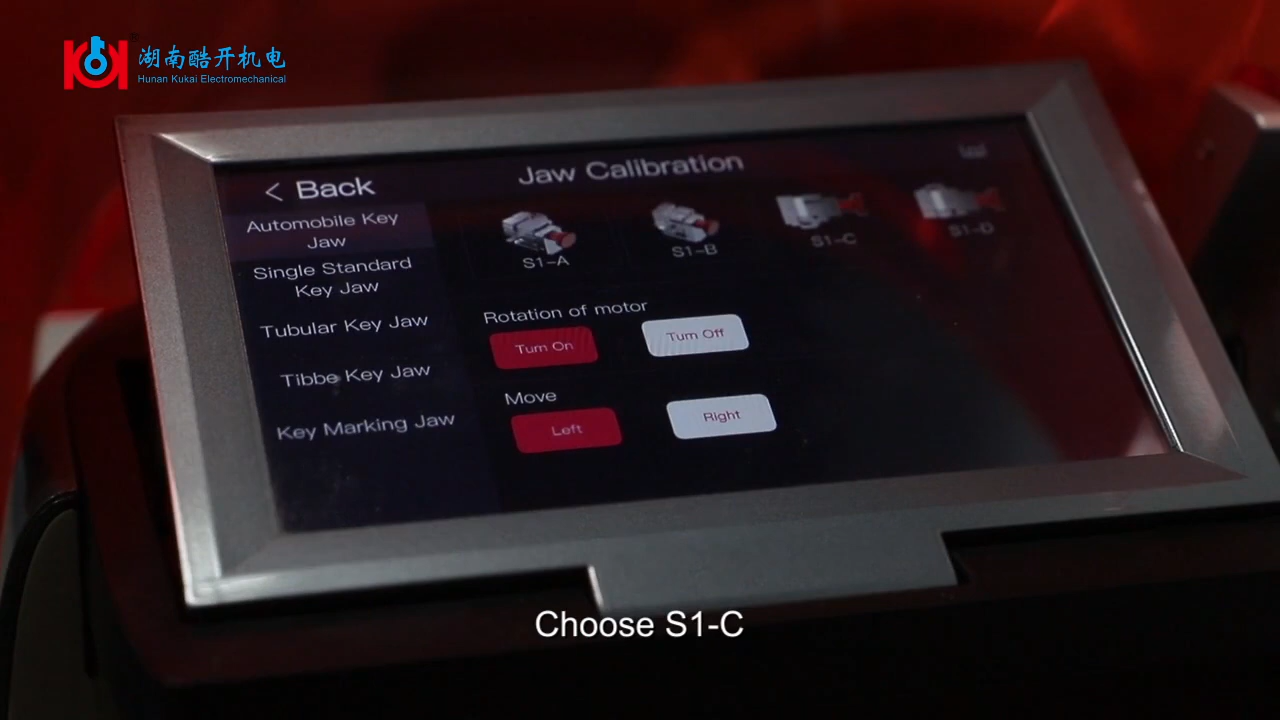 湖南酷开机电
Hunan Kukai Electromechanical
Jaw Calibration
< Back
Automobile Key
Jaw
Single Standard
Key Jaw
Tubular Key Jaw
Tibbe Key Jaw
Key Marking Jaw
S1-A
S1-B
S1-C
S1-D
Rotation of motor
Turn On
Turn Off
Move
Left
Right
Choose S1-C